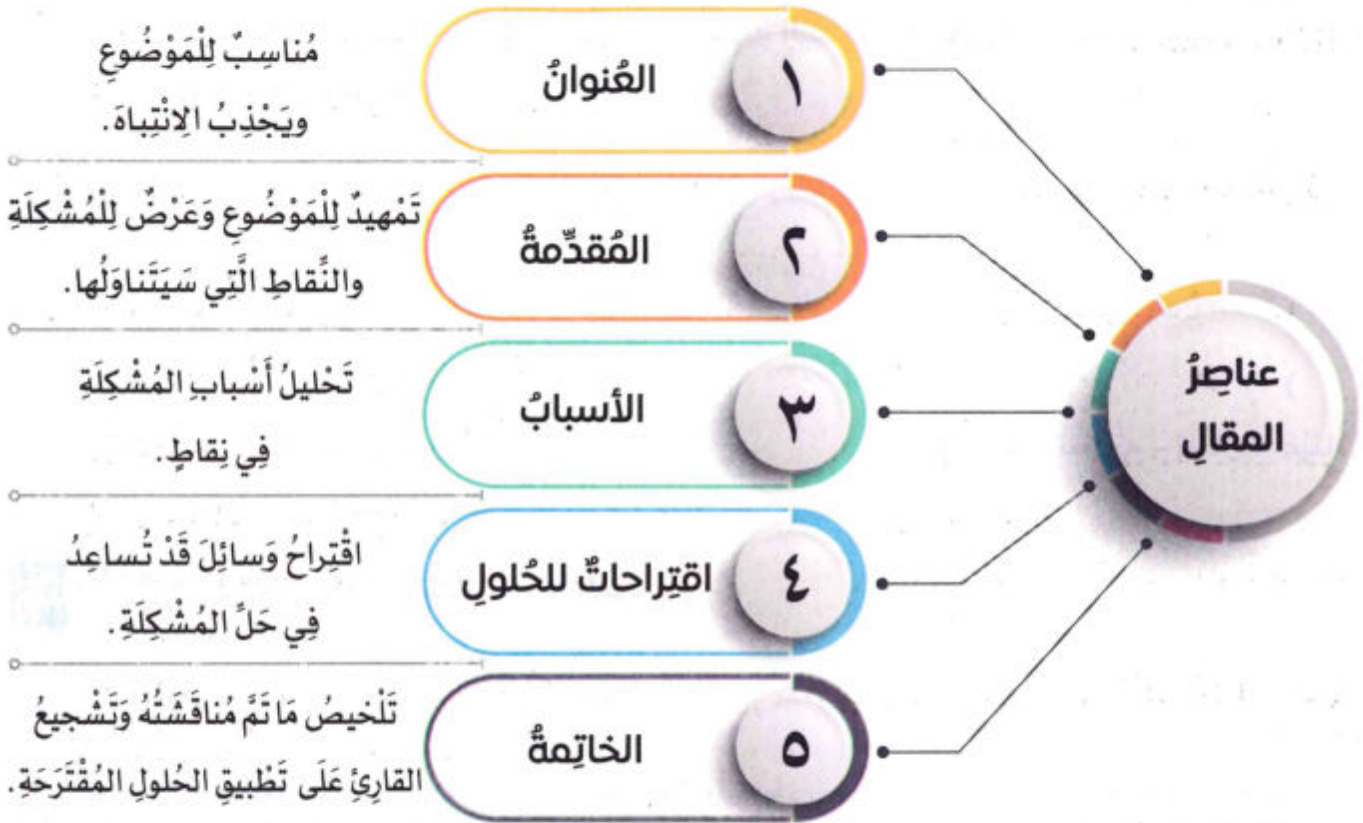 عناصِرُ
المقالِ
١
العُنوانُ
مُناسِبٌ لِلْمَوْضُوعِ
ويَجْذِبُ الِانْتِباهَ.
٢
المُقدِّمةُ
تَمْهيدٌ لِلْمَوْضُوعِ وَعَرْضٌ لِلْمُشْكِلَةِ
والنِّقاطِ الَّتِي سَيَتَناوَلُها.
٣
الأسبابُ
تَحْليلُ أَسْبابِ المُشْكِلَةِ
فِي نِقاطٍ.
٤
اقتِراحاتٌ للحُلولِ
اقْتِراحُ وَسائِلَ قَدْ تُساعِدُ
فِي حَلِّ المُشْكِلَةِ.
٥
الخاتِمةُ
تَلْخيصُ مَا تَمَّ مُناقَشَتُهُ وَتَشْجيعُ
القارِئِ عَلَى تَطْبيقِ الحُلولِ المُقْتَرَحَةِ.